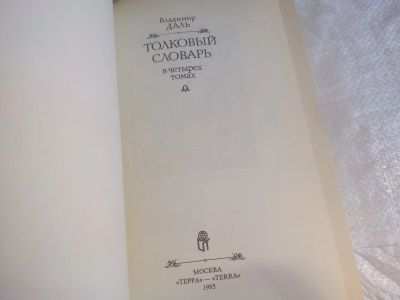 Владимир
ДАЛЬ
ТОЛКОВЫЙ
СЛОВАРЬ
в четырех
томах
МОСКВА
«ТЕРРА» — «TERRA»
1995